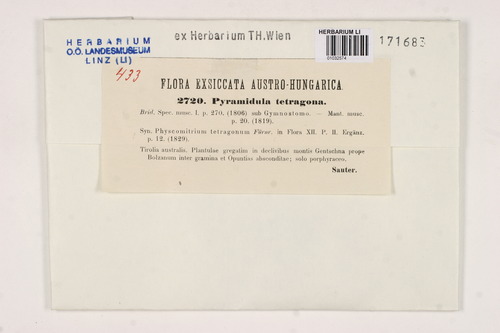 HERBARIUM
O.Ö. LANDESMUSEUM
LINZ (LI)
ex Herbarium TH.Wien
HERBARIUM LI
171683
433
FLORA EXSICCATA AUSTRO-HUNGARICA
2720. Pyramidula tetragona.
Brid. Spec. musc. I. p. 270. (1806) sub Gymnostomo. — Mant. musc.
p. 20. (1819).
Syn. Physcomitrium tetragonum Fürnr. in Flora XII. P. II. Ergänz.
p. 12. (1829).
Tirolia australis. Plantulae gregatim in declivibus montis Gentschna prope
Bolzanum inter gramina et Opuntias absconditae; solo porphyraceo.
Sauter.